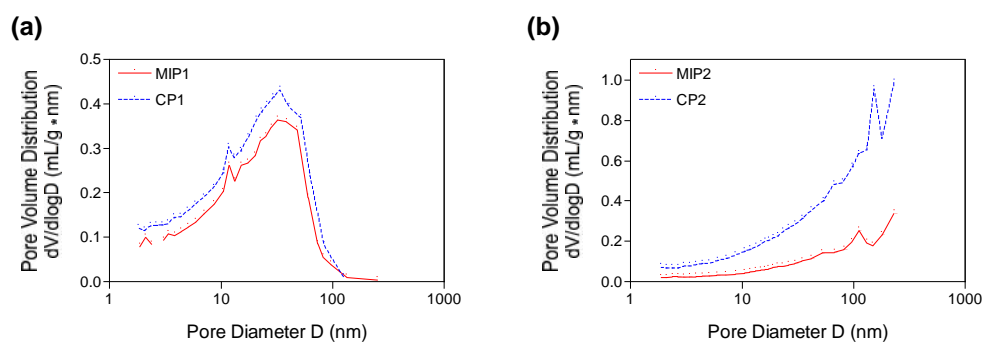 (a)
Pore Volume Distribution
dV/dlogD (mL/g * nm)
0.5
0.4
0.3
0.2
0.1
0.0
MIP1
CP1
1
10
100
1000
Pore Diameter D (nm)
(b)
Pore Volume Distribution
dV/dlogD (mL/g * nm)
1.0
0.8
0.6
0.4
0.2
0.0
MIP2
CP2
1
10
100
1000
Pore Diameter D (nm)